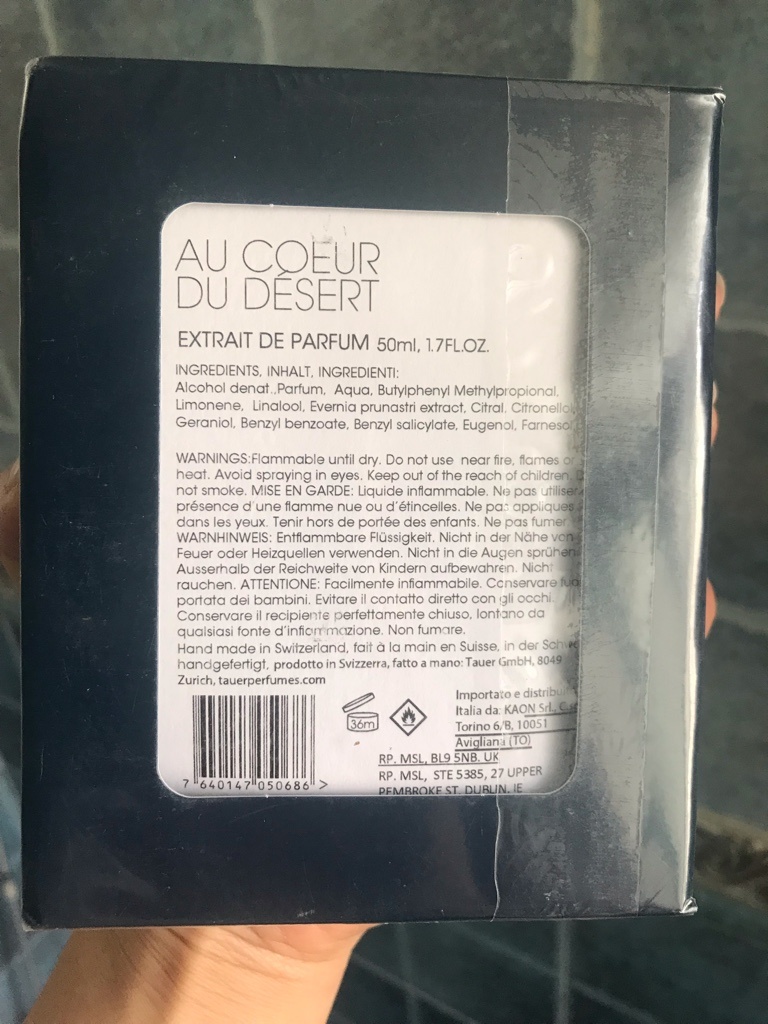 AU COEUR
DU DÉSERT
EXTRAIT DE PARFUM 50ml, 1.7FL.OZ.
INGREDIENTS, INHALT, INGREDIENTI:
Alcohol denat.,Parfum, Aqua, Butylphenyl Methylpropional,
Limonene, Linalool, Evernia prunastri extract, Citral, Citronellol,
Geraniol, Benzyl benzoate, Benzyl salicylate, Eugenol, Farnesol
WARNINGS:Flammable until dry. Do not use near fire, flames or
heat. Avoid spraying in eyes. Keep out of the reach of children. D
not smoke. MISE EN GARDE: Liquide inflammable. Ne pas utiliser
présence d'une flamme nue ou d'étincelles. Ne pas appliques
dans les yeux. Tenir hors de portée des enfants. Ne pas fumer
WARNHINWEIS: Entflammbare Flüssigkeit. Nicht in der Nähe von
Feuer oder Heizquellen verwenden. Nicht in die Augen sprühen
Ausserhalb der Reichweite von Kindern aufbewahren. Nicht
rauchen. ATTENTIONE: Facilmente infiammabile. Conservare
portata dei bambini. Evitare il contatto diretto con gli occhi.
Conservare il recipiente perfettamente chiuso, lontano da
qualsiasi fonte d'infiammazione. Non fumare.
Hand made in Switzerland, fait à la main en Suisse, in der
handgefertigt, prodotto in Svizzerra, fatto a mano: Tauer GmbH, 8049
Zurich, tauerperfumes.com
36m
Importato e
Italia da: KAON Srl.,
Torino 6/B, 10051
Avigliana (TO)
RP. MSL, BL9 5NB. UK
RP. MSL, STE 5385, 27 UPPER
PEMBROKE ST. DUBLIN. IE
7 640147 050686 >